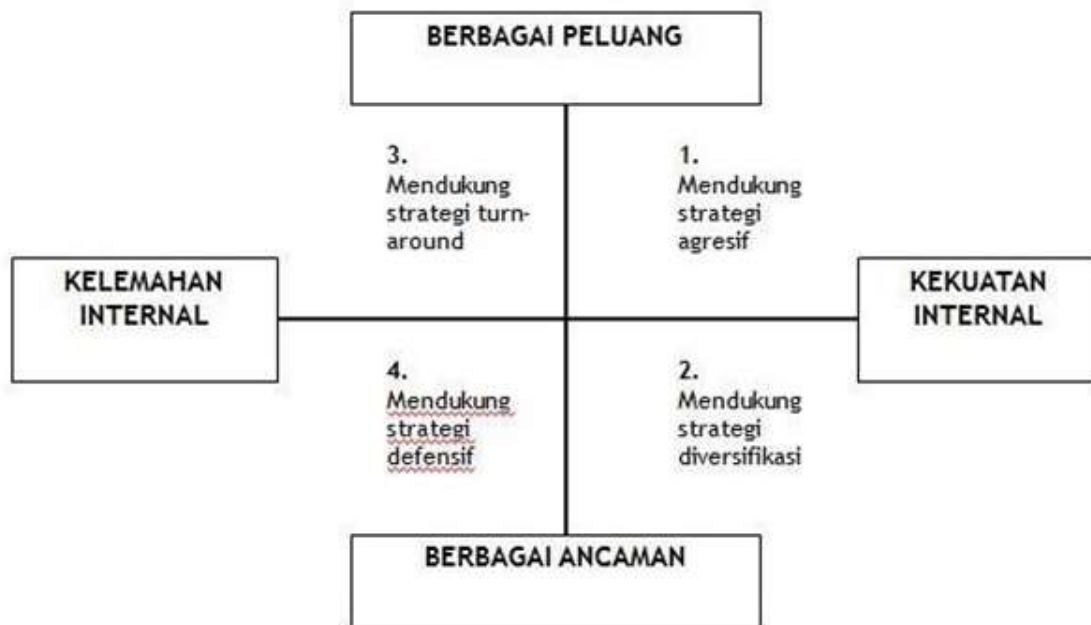 BERBAGAI PELUANG
3.
Mendukung
strategi turn-
around
1.
Mendukung
strategi
agresif
KELEMAHAN
INTERNAL
KEKUATAN
INTERNAL
4.
Mendukung
strategi
defensif
2.
Mendukung
strategi
diversifikasi
BERBAGAI ANCAMAN